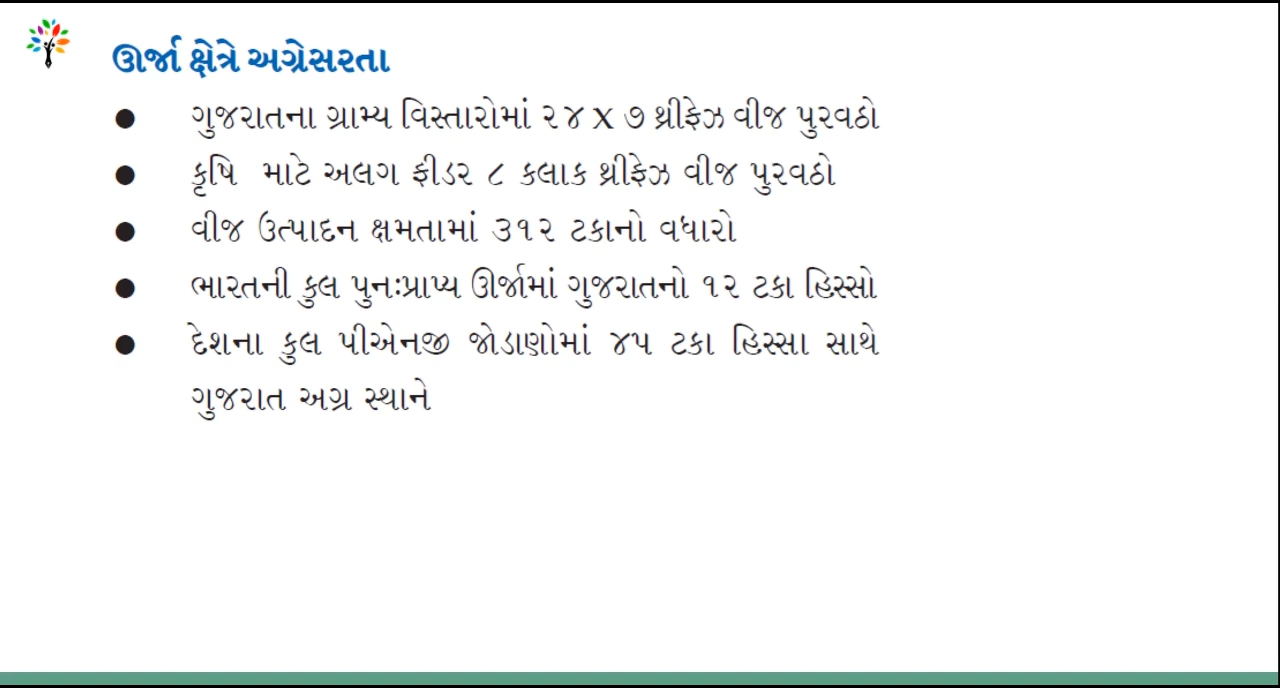 ઊર્જા ક્ષેત્રે અગ્રેસરતા
● ગુજરાતના ગ્રામ્ય વિસ્તારોમાં ૨૪ X ૭ થ્રીફેઝ વીજ પુરવઠો
● કૃષિ માટે અલગ ફીડર ૮ કલાક થ્રીફેઝ વીજ પુરવઠો
● વીજ ઉત્પાદન ક્ષમતામાં ૩૧૨ ટકાનો વધારો
● ભારતની કુલ પુનઃપ્રાપ્ય ઊર્જામાં ગુજરાતનો ૧૨ ટકા હિસ્સો
● દેશના કુલ પીએનજી જોડાણોમાં ૪૫ ટકા હિસ્સા સાથે
ગુજરાત અગ્ર સ્થાને